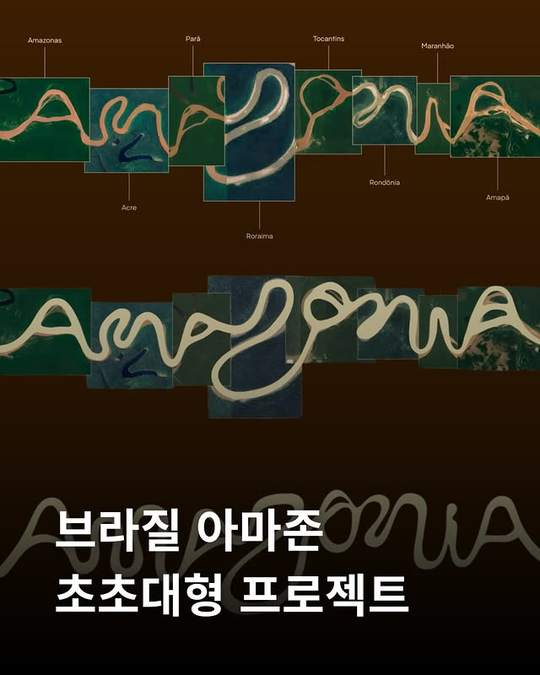 Amazonas
Pará
Tocantins
Maranhão
AmazôniA
Acre
Roraima
Rondônia
Amapá
AmazoniA
AmazoniA
브라질 아마존
초초대형 프로젝트